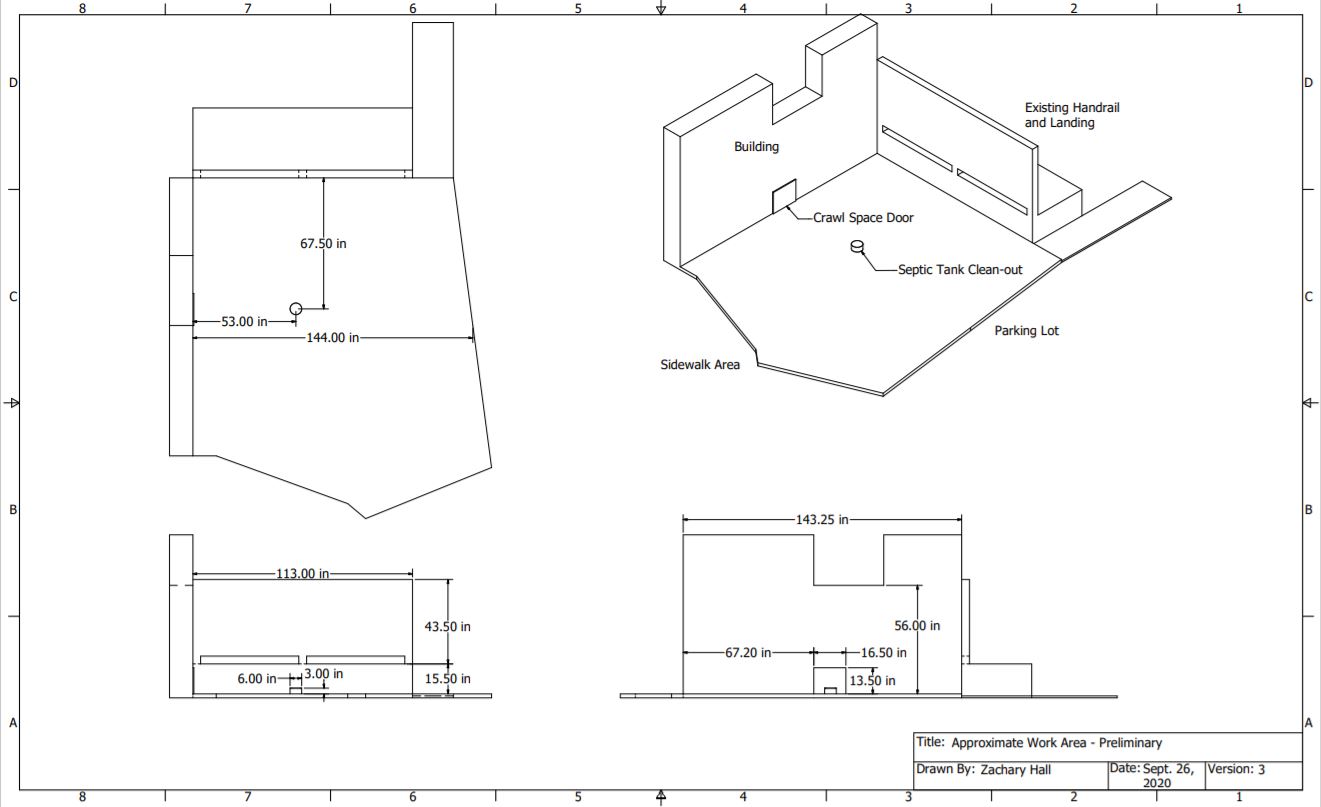 8 7 6 5 4 3 2 1
D
D
Existing Handrail
and Landing
Building
Crawl Space Door
67.50 in
Septic Tank Clean-out
C
C
53.00 in
144.00 in
Parking Lot
Sidewalk Area
B
B
143.25 in
113.00 in
43.50 in
56.00 in
67.20 in
16.50 in
6.00 in
3.00 in
15.50 in
13.50 in
A
A
Title: Approximate Work Area - Preliminary
Drawn By: Zachary Hall
Date: Sept. 26,
2020
Version: 3
8 7 6 5 4 3 2 1